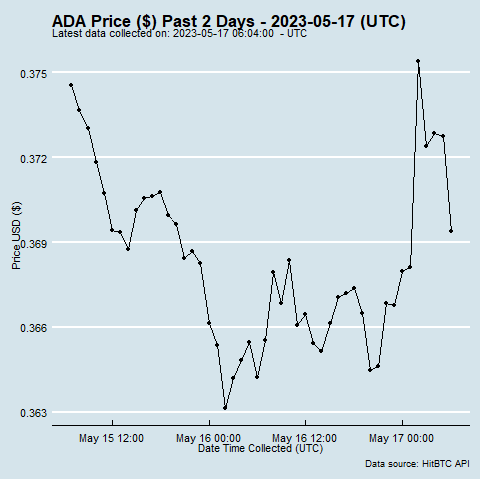 ADA Price ($) Past 2 Days - 2023-05-17 (UTC)
Latest data collected on: 2023-05-17 06:04:00  - UTC
0.375
0.372
0.369
0.366
0.363
Price USD ($)
May 15 12:00 May 16 00:00 May 16 12:00 May 17 00:00
Date Time Collected (UTC)
Data source: HitBTC API